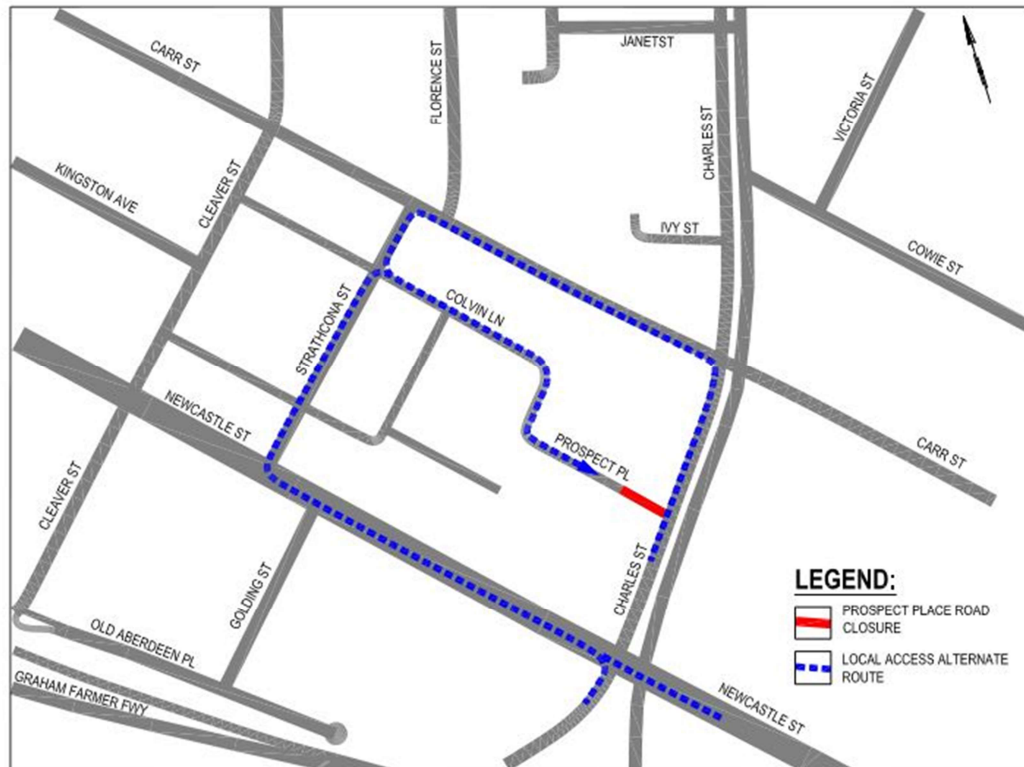 CARR ST
FLORENCE ST
JANETST
CHARLES ST
VICTORIA ST
KINGSTON AVE
CLEAVER ST
IVY ST
COWIE ST
STRATHCONA ST
COLVIN LN
NEWCASTLE ST
PROSPECT PL
CARR ST
CLEAVER ST
GOLDING ST
CHARLES ST
OLD ABERDEEN PL
GRAHAM FARMER FWY
NEWCASTLE ST
LEGEND:
PROSPECT PLACE ROAD
CLOSURE
LOCAL ACCESS ALTERNATE
ROUTE